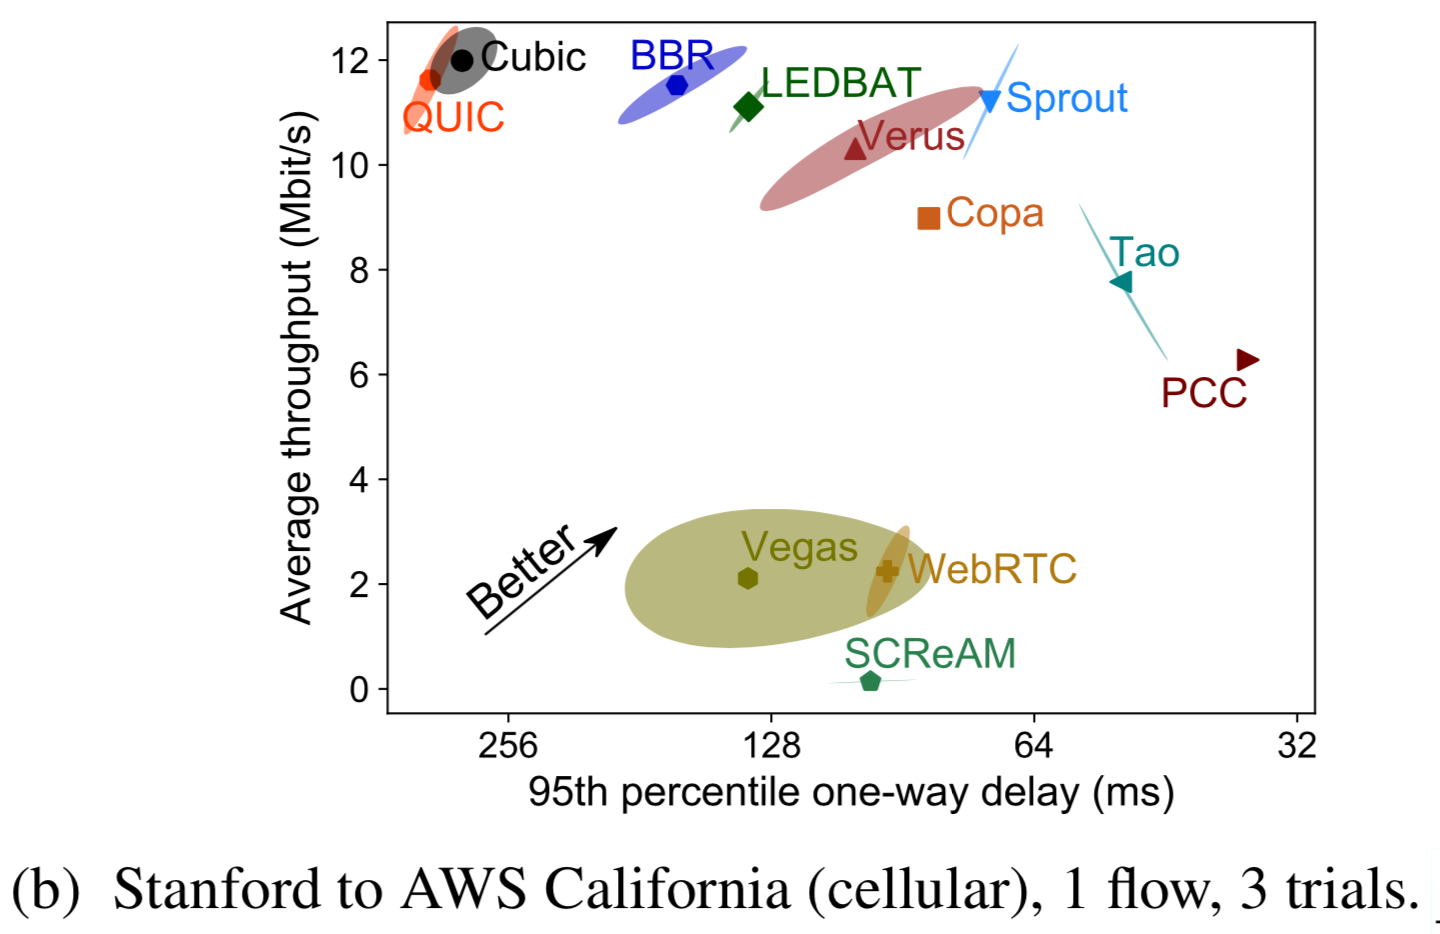 12
Cubic
BBR
LEDBAT
Sprout
QUIC
Verus
10
Copa
8
Tao
6
PCC
4
Better
Vegas
WebRTC
2
SCReAM
0
Average throughput (Mbit/s)
256 128 64 32
95th percentile one-way delay (ms)
(b) Stanford to AWS California (cellular), 1 flow, 3 trials.